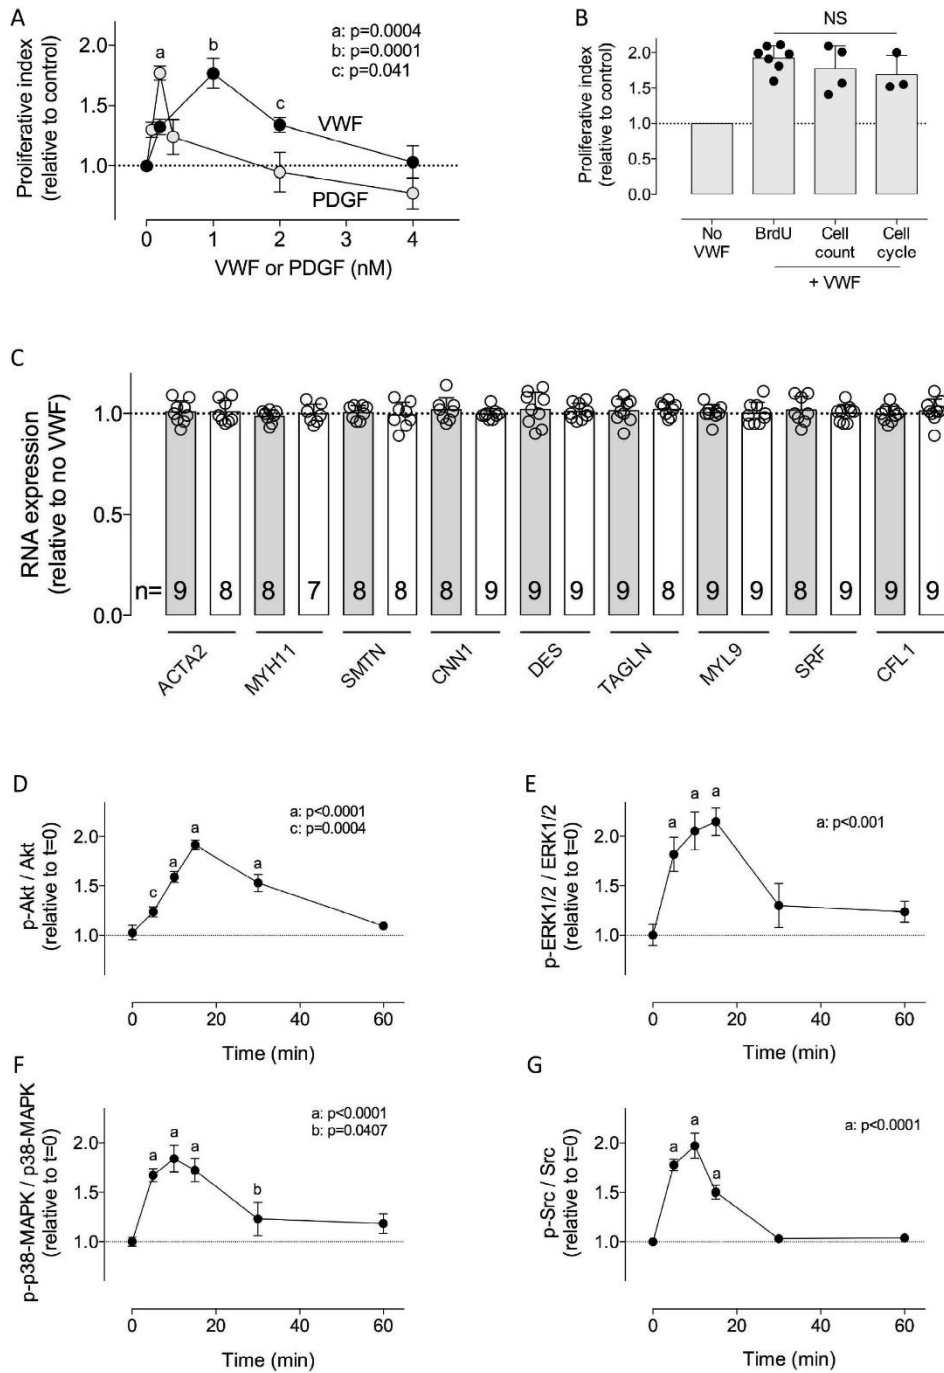 A
Proliferative index
(relative to control)
2.0
1.5
1.0
a
b
c
a: p=0.0004
b: p=0.0001
c: p=0.041
VWF
PDGF
0
1
2
3
4
VWF or PDGF (nM)
B
NS
Proliferative index
(relative to control)
2.0
1.5
1.0
2.0
0.0
No
VWF
BrdU
Cell
count
Cell
cycle
+ VWF
C
RNA expression
(relative to no VWF)
1.0
0.5
0.0
n= 9 8 8 7 8 8 8 9 9 9 9 8 9 9 8 9 9 9
ACTA2
MYH11
SMTN
CNN1
DES
TAGLN
MYL9
SRF
CFL1
D
p-Akt / Akt
(relative to t=0)
2.0
1.5
1.0
c
a
a
a
a: p<0.0001
c: p=0.0004
0 20 40 60
Time (min)
E
p-ERK1/2 / ERK1/2
(relative to t=0)
2.0
1.5
1.0
a
a
a
a: p<0.001
0 20 40 60
Time (min)
F
p-p38-MAPK / p38-MAPK
(relative to t=0)
2.0
1.5
1.0
a
a
a
b
a: p<0.0001
b: p=0.0407
0 20 40 60
Time (min)
G
p-Src / Src
(relative to t=0)
2.0
1.5
1.0
a
a
a
a: p<0.0001
0 20 40 60
Time (min)